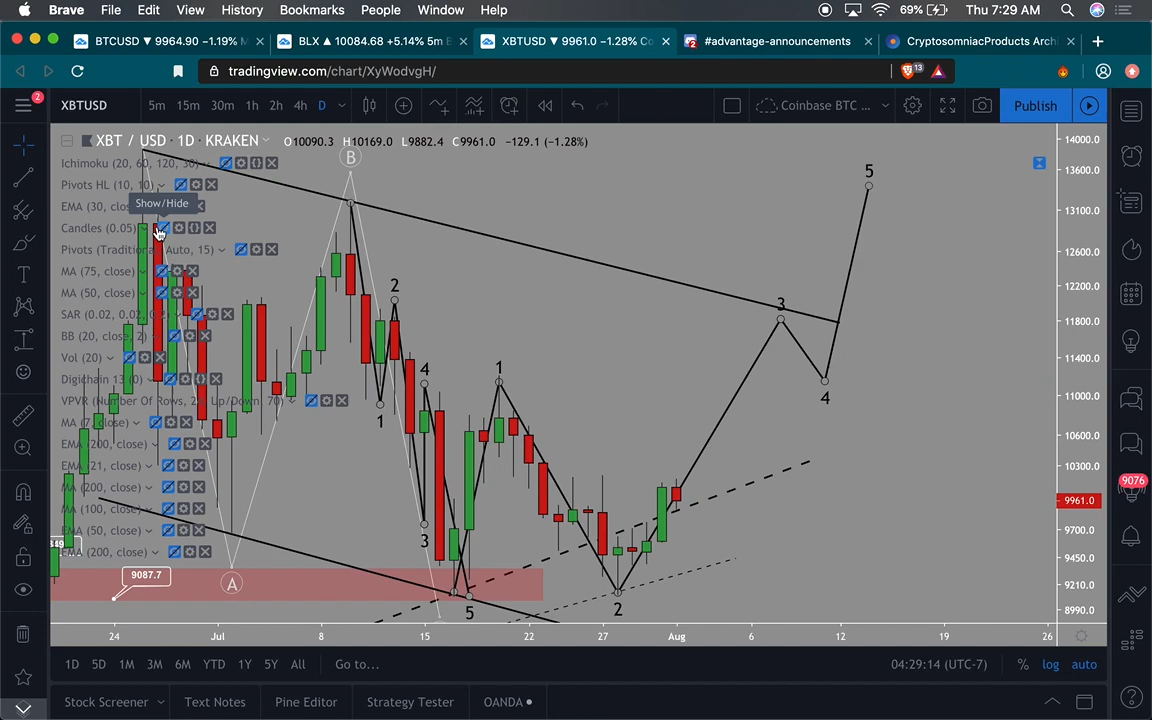 Brave File Edit View History Bookmarks People Window Help 69% Thu 7:29 AM
BTCUSD ▼ 9964.90 −1.19% BLX ▲ 10084.68 +5.14% 5m XBTUSD ▼ 9961.0 −1.28% Co #advantage-announcements CryptosomniacProducts Archi
tradingview.com/chart/XyWodvgH/ 13
2 XBTUSD 5m 15m 30m 1h 2h 4h D Coinbase BTC ... Publish
XBT / USD · 1D · KRAKEN O10090.3 H10169.0 L9882.4 C9961.0 −129.1 (−1.28%)
Ichimoku (20, 60, 120, 30)
Pivots HL (10, 10)
Show/Hide
EMA (30,
Candles (0.05)
Pivots (Traditional, Auto, 15)
MA (75, close)
MA (50, close)
SAR (0.02, 0.02,
BB (20, close, 2)
Vol (20)
Digichain 13 (0)
VPVR (Number Of Rows, Up/Down, 70)
MA (7, close)
EMA (200, close)
EMA (21, close)
MA (200, close)
MA (100, close)
EMA (50, close)
EMA (200, close)
A
B
1
2
3
4
5
1
2
3
4
5
9087.7
14000.0
13600.0
13100.0
12600.0
12200.0
11800.0
11400.0
11000.0
10600.0
10300.0
9961.0
9700.0
9450.0
9210.0
8990.0
9076
24 Jul 8 15 22 27 Aug 6 12 19 26
1D 5D 1M 3M 6M YTD 1Y 5Y All Go to... 04:29:14 (UTC-7) % log auto
Stock Screener Text Notes Pine Editor Strategy Tester OANDA